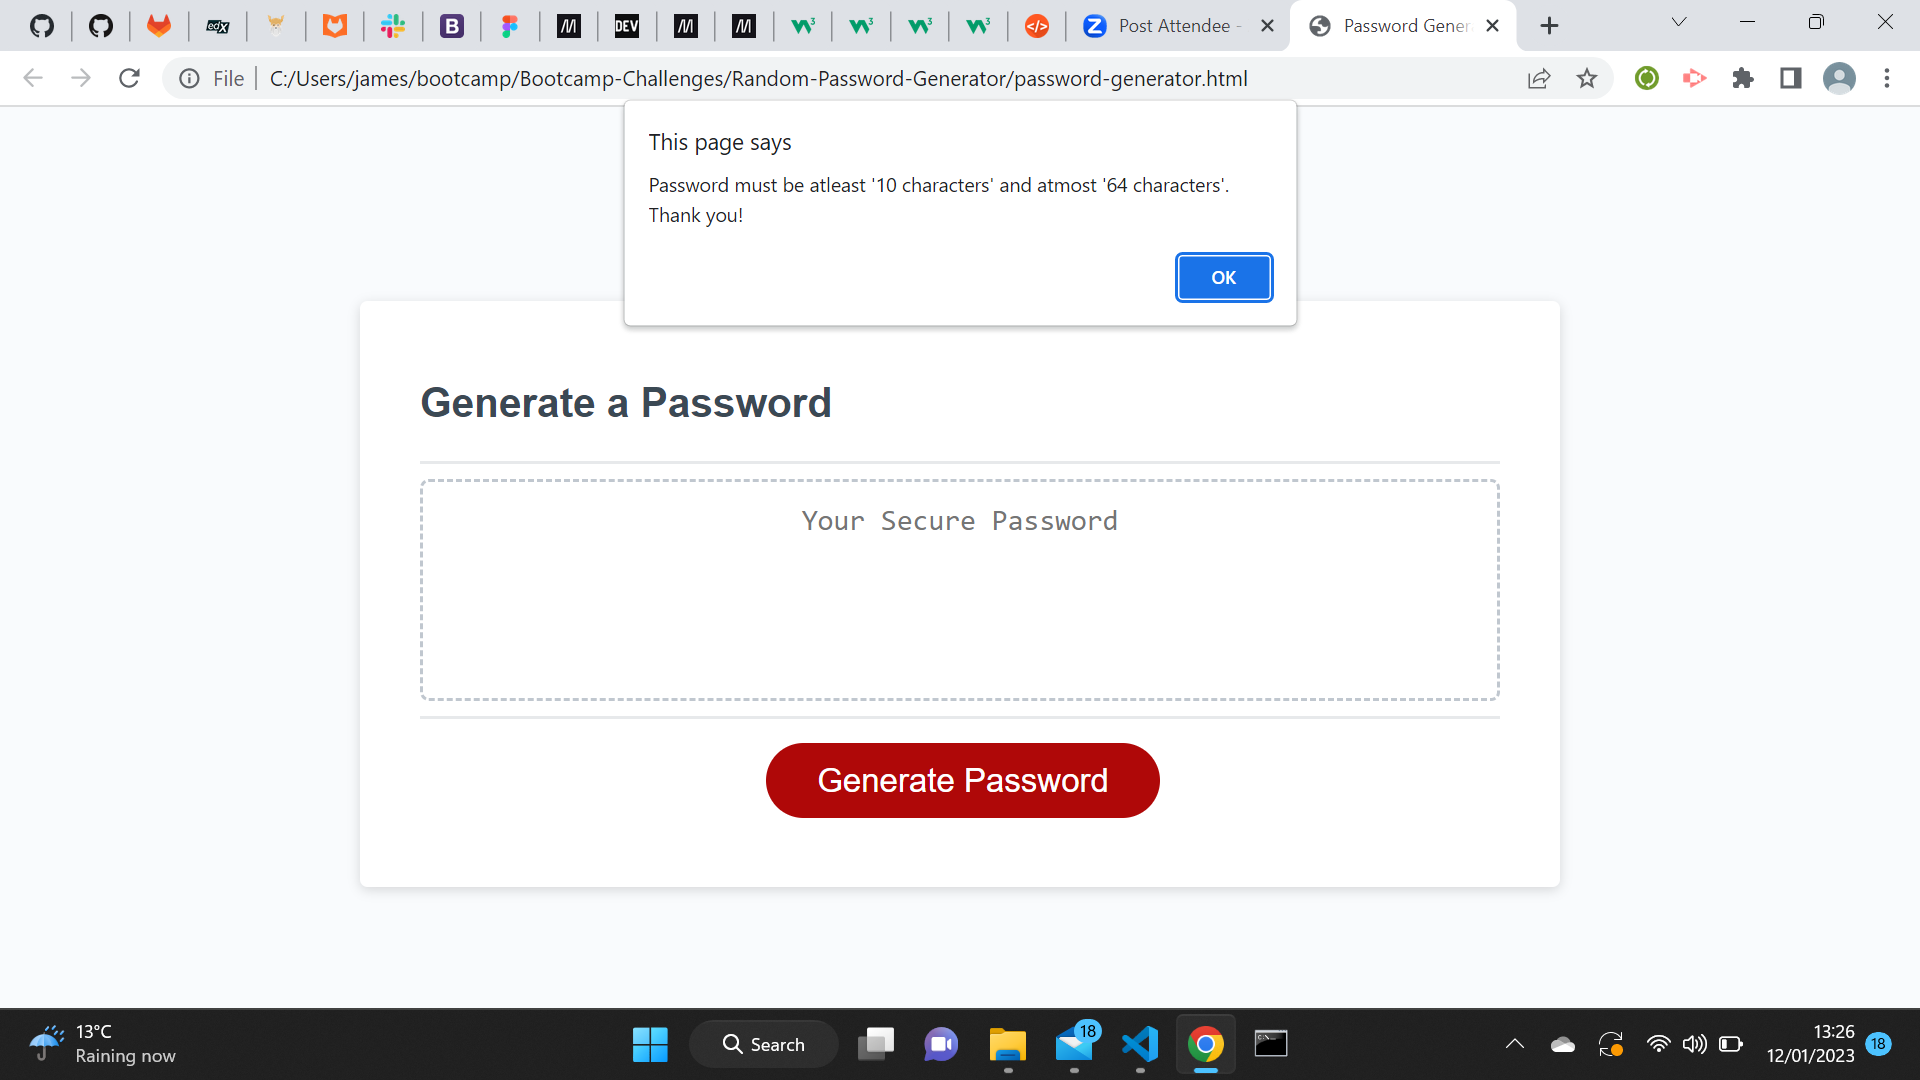 edX
B
DEV
Post Attendee -
Password Gener
File
C:/Users/james/bootcamp/Bootcamp-Challenges/Random-Password-Generator/password-generator.html
This page says
Password must be atleast '10 characters' and atmost '64 characters'.
Thank you!
OK
Generate a Password
Your Secure Password
Generate Password
13°C
Raining now
Search
18
13:26
12/01/2023
18